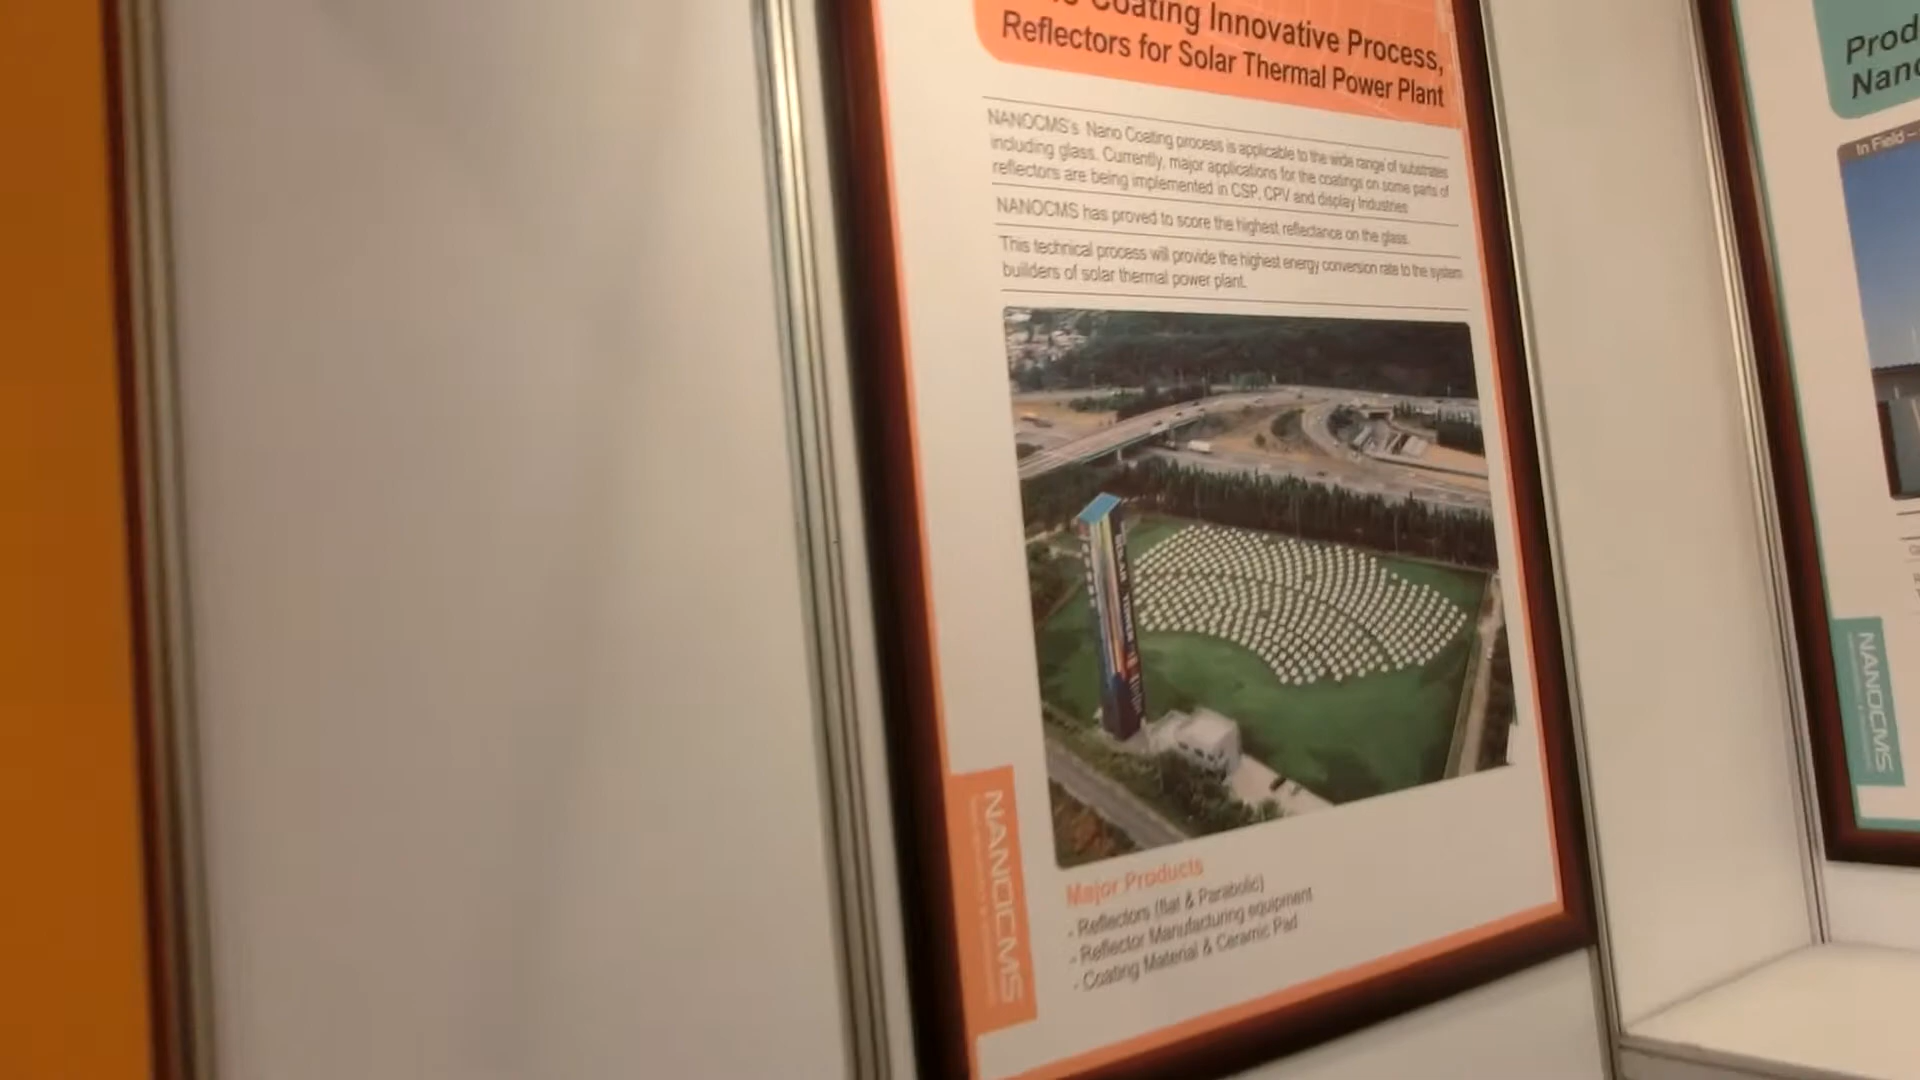 Coating Innovative Process,
Reflectors for Solar Thermal Power Plant
NANOCMS's Nano Coating process is applicable to the wide range of substrates
including glass. Currently, major applications for the coatings on some parts of
reflectors are being implemented in CSP, CPV and display Industries
NANOCMS has proved to score the highest reflectance on the glass.
This technical process will provide the highest energy conversion rate to the system
builders of solar thermal power plant.
SOLAR TOWER
Major Products
- Reflectors (flat & Parabolic)
- Reflector Manufacturing equipment
- Coating Material & Ceramic Pad
NANOCMS
In Field –
NANOCMS